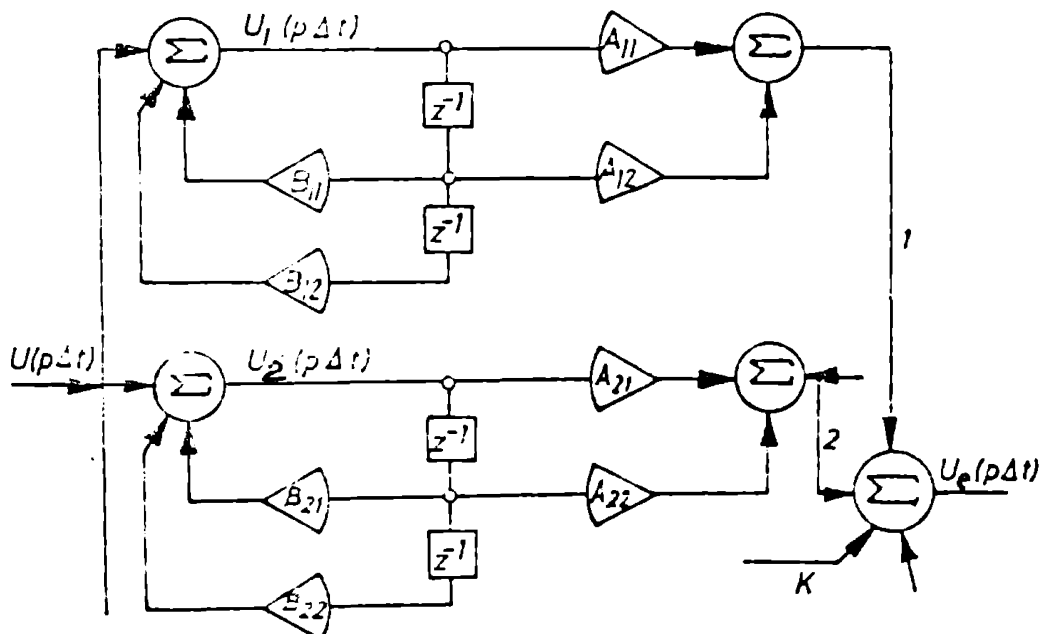 Σ U₁(pΔt) A₁₁ Σ
z⁻¹
B₁₁ A₁₂
z⁻¹
1
B₁₂
U(pΔt) Σ U₂(pΔt) A₂₁ Σ
z⁻¹ 2
B₂₁ A₂₂ Σ Uₑ(pΔt)
z⁻¹
K
B₂₂